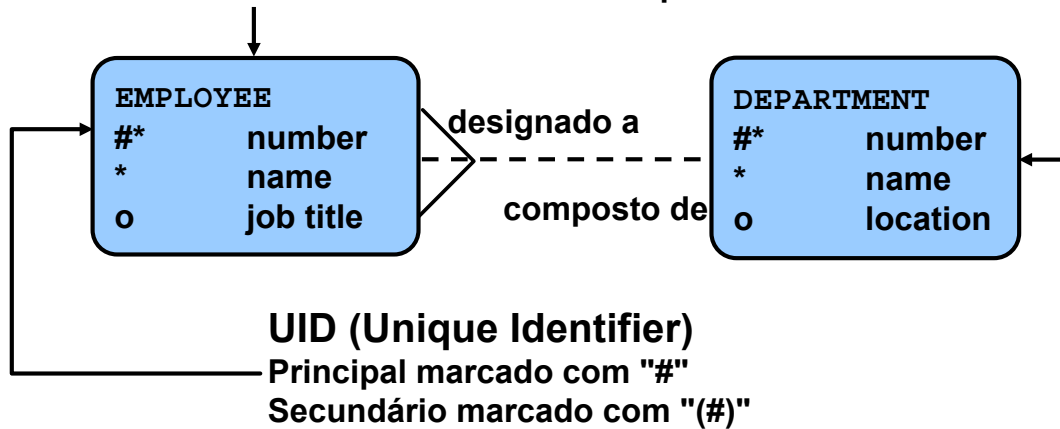 EMPLOYEE
#* number
* name
o job title
designado a
composto de
DEPARTMENT
#* number
* name
o location
UID (Unique Identifier)
Principal marcado com "#"
Secundário marcado com "(#)"